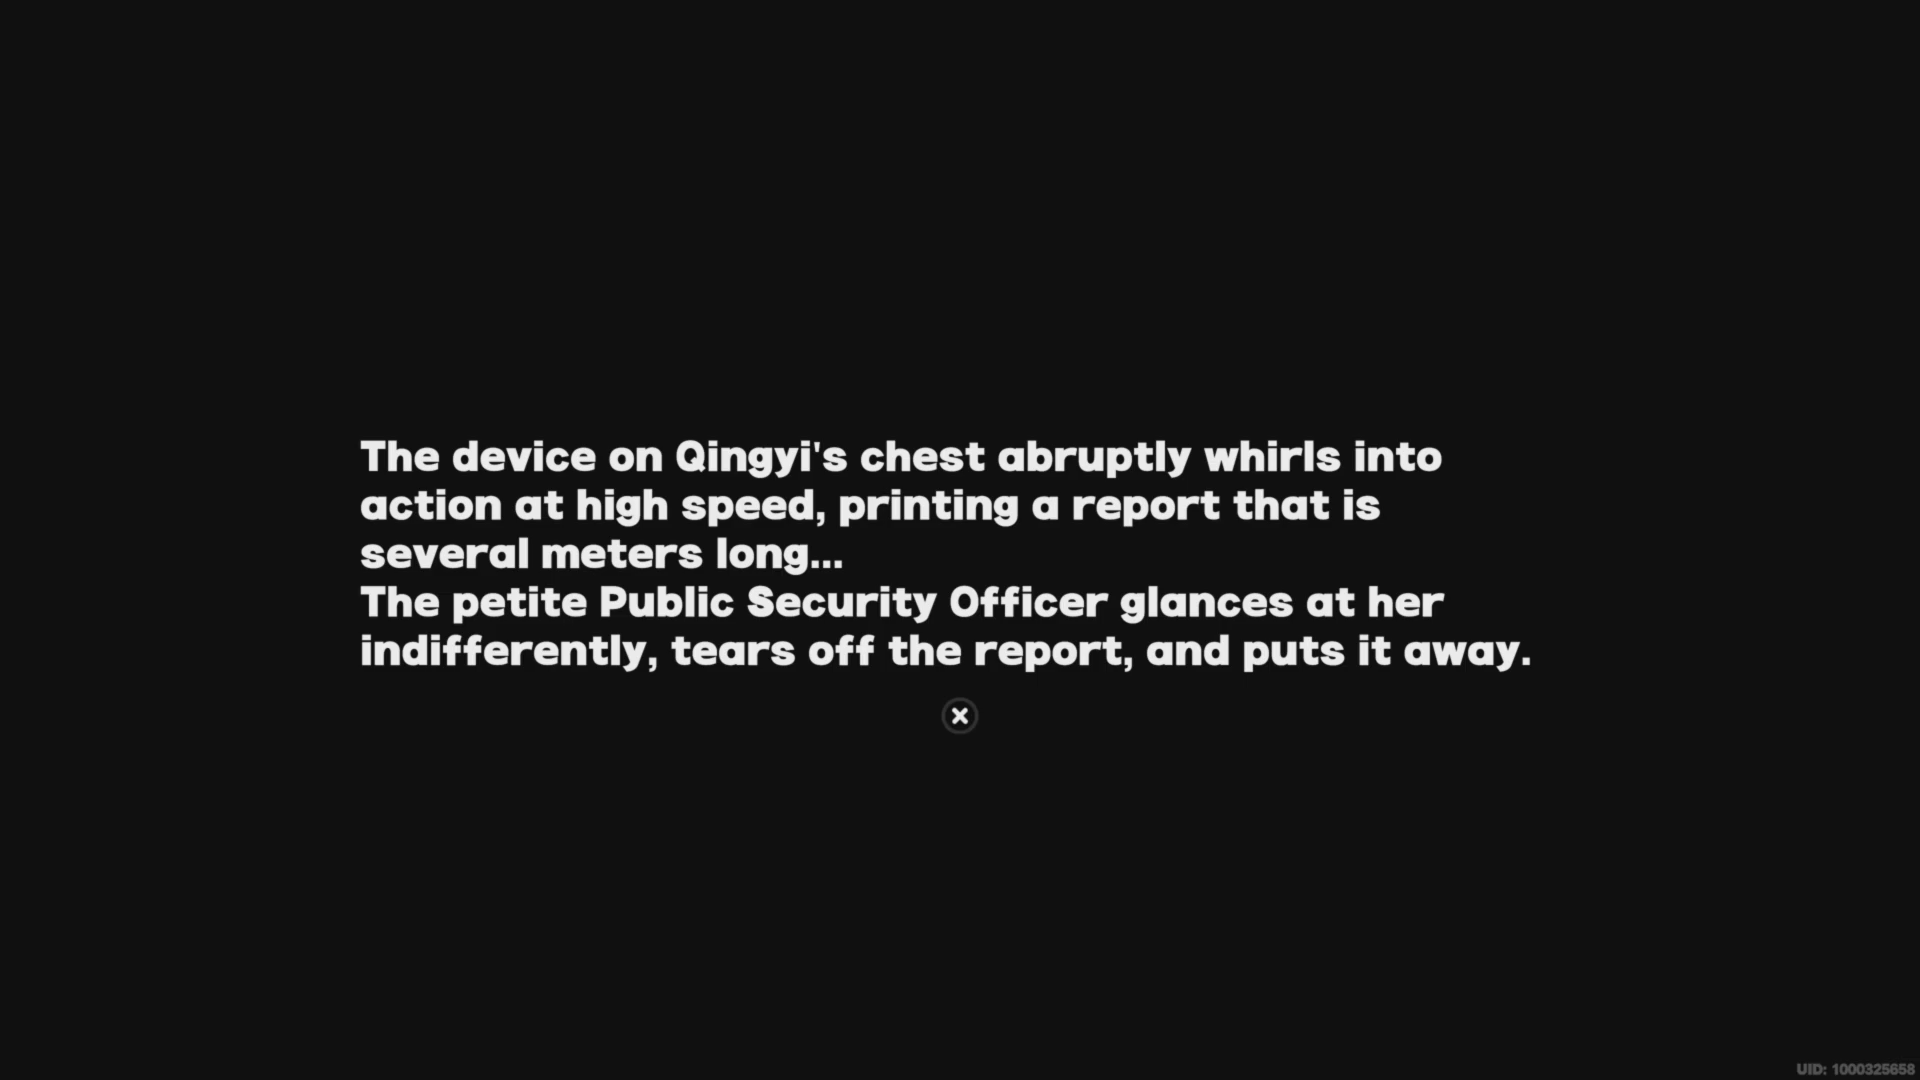 The device on Qingyi's chest abruptly whirls into
action at high speed, printing a report that is
several meters long...
The petite Public Security Officer glances at her
indifferently, tears off the report, and puts it away.
UID: 1000325658